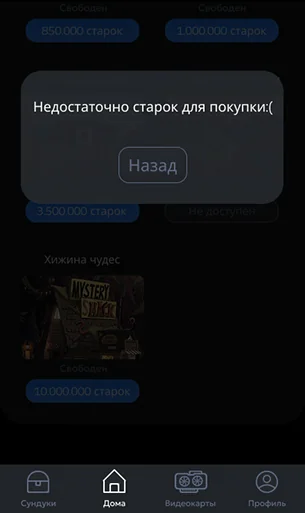 Свободен Свободен
850.000 старок 1.000.000 старок
Недостаточно старок для покупки:(
Назад
3.500.000 старок Не доступен
Хижина чудес
MYSTERY
SHACK
Свободен
10.000.000 старок
Сундуки Дома Видеокарты Профиль